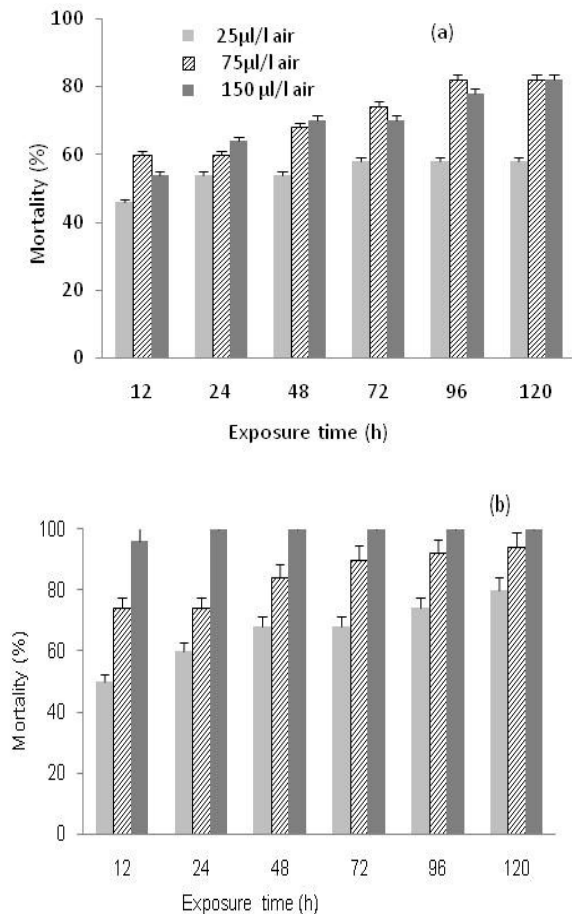 25µl/l air
(a)
75µl/l air
150 µl/l air
100
80
60
40
20
0
Mortality (%)
12 24 48 72 96 120
Exposure time (h)
(b)
100
80
60
40
20
0
Mortality (%)
12 24 48 72 96 120
Exposure time (h)